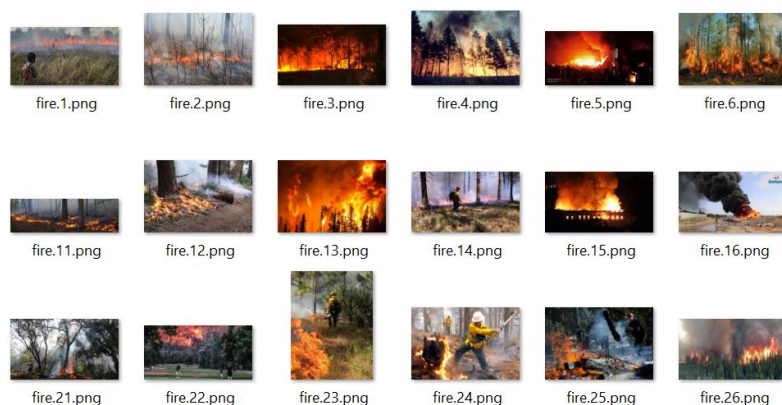 fire.1.png fire.2.png fire.3.png fire.4.png fire.5.png fire.6.png
fire.11.png fire.12.png fire.13.png fire.14.png fire.15.png fire.16.png
fire.21.png fire.22.png fire.23.png fire.24.png fire.25.png fire.26.png